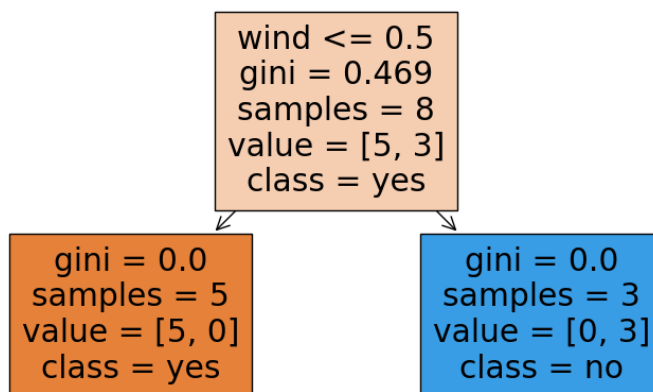 wind <= 0.5
gini = 0.469
samples = 8
value = [5, 3]
class = yes
gini = 0.0
samples = 5
value = [5, 0]
class = yes
gini = 0.0
samples = 3
value = [0, 3]
class = no